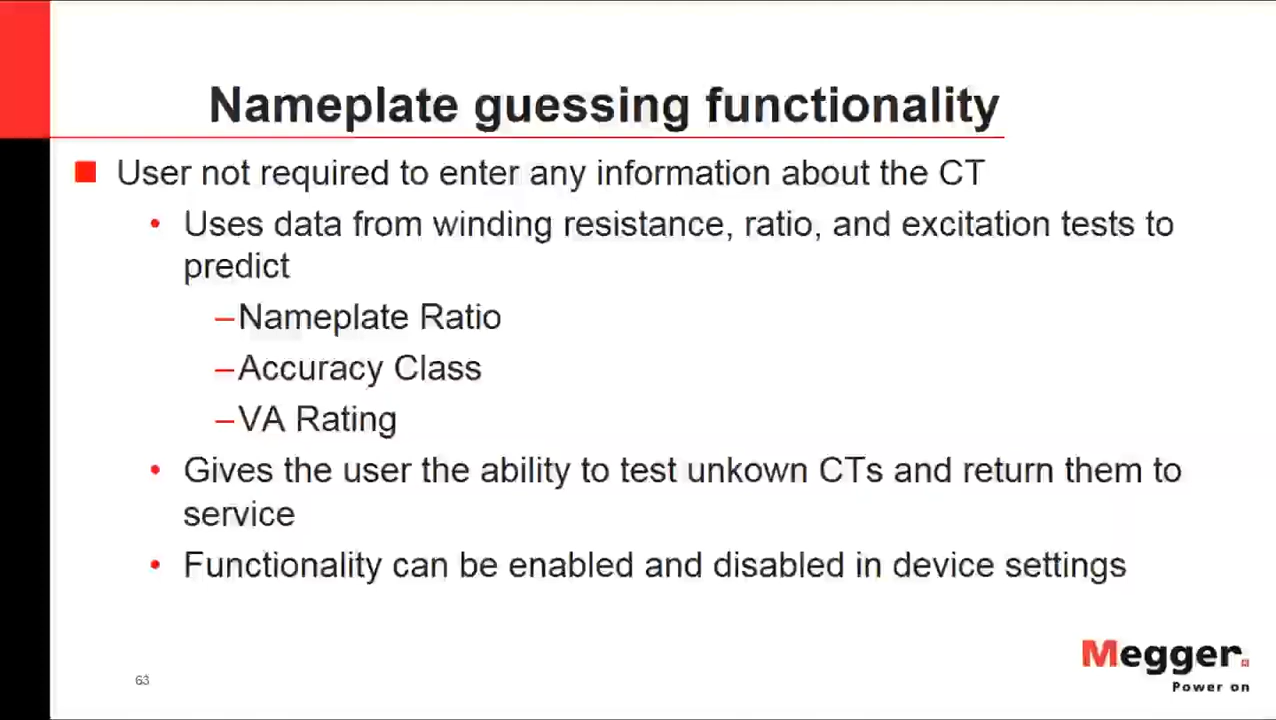 Nameplate guessing functionality
User not required to enter any information about the CT
• Uses data from winding resistance, ratio, and excitation tests to
predict
–Nameplate Ratio
–Accuracy Class
–VA Rating
• Gives the user the ability to test unkown CTs and return them to
service
• Functionality can be enabled and disabled in device settings
Megger.
Power on
63